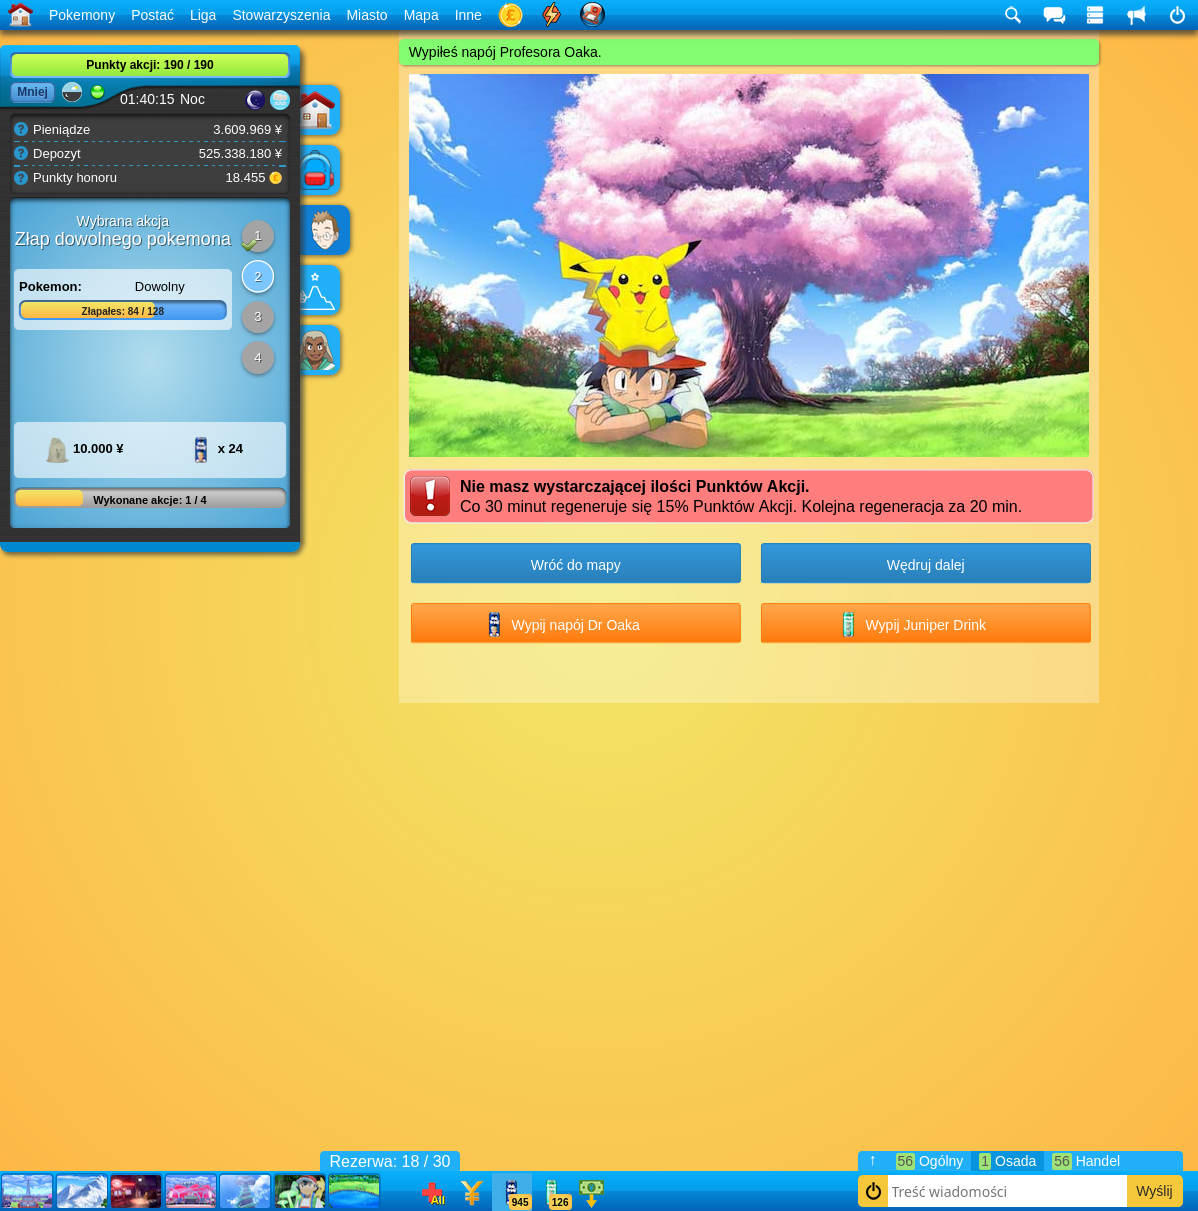 Pokemony Postać Liga Stowarzyszenia Miasto Mapa Inne
Punkty akcji: 190 / 190
Mniej
01:40:15 Noc
Pieniądze 3.609.969 ¥
Depozyt 525.338.180 ¥
Punkty honoru 18.455
Wybrana akcja
Złap dowolnego pokemona
1
2
3
4
Pokemon: Dowolny
Złapałes: 84 / 128
10.000 ¥ x 24
Wykonane akcje: 1 / 4
Wypiłeś napój Profesora Oaka.
Nie masz wystarczającej ilości Punktów Akcji.
Co 30 minut regeneruje się 15% Punktów Akcji. Kolejna regeneracja za 20 min.
Wróć do mapy Wędruj dalej
Wypij napój Dr Oaka Wypij Juniper Drink
Rezerwa: 18 / 30
All 945 126
↑ 56 Ogólny 1 Osada 56 Handel
Treść wiadomości Wyślij